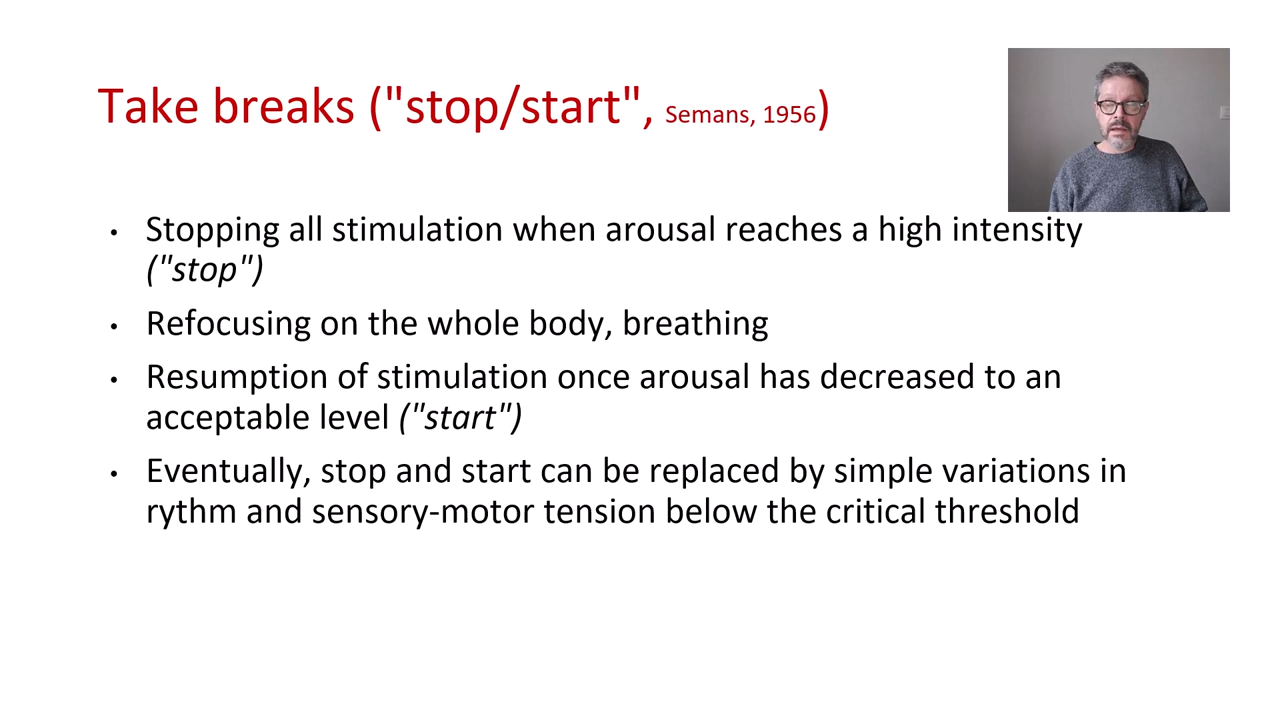 Take breaks ("stop/start", Semans, 1956)
• Stopping all stimulation when arousal reaches a high intensity
("stop")
• Refocusing on the whole body, breathing
• Resumption of stimulation once arousal has decreased to an
acceptable level ("start")
• Eventually, stop and start can be replaced by simple variations in
rythm and sensory-motor tension below the critical threshold